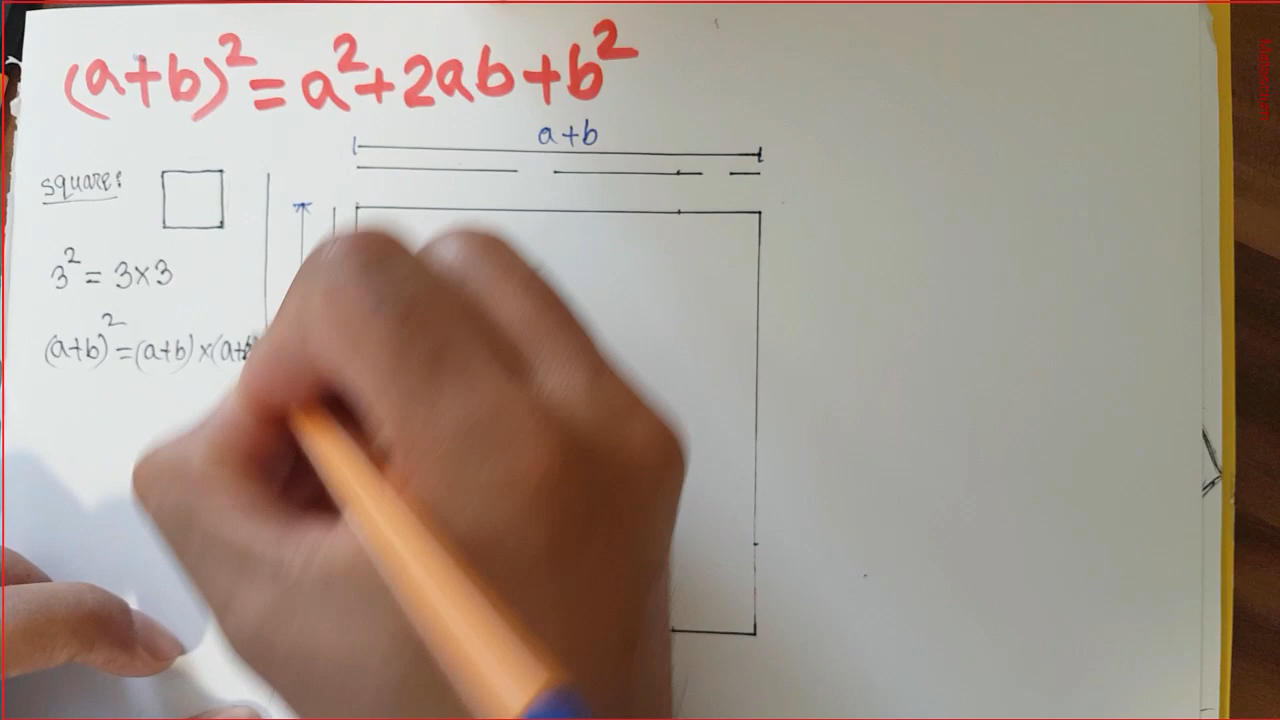 (a+b)²=a²+2ab+b²
a+b
square:
3² = 3×3
(a+b)²=(a+b)×(a+b